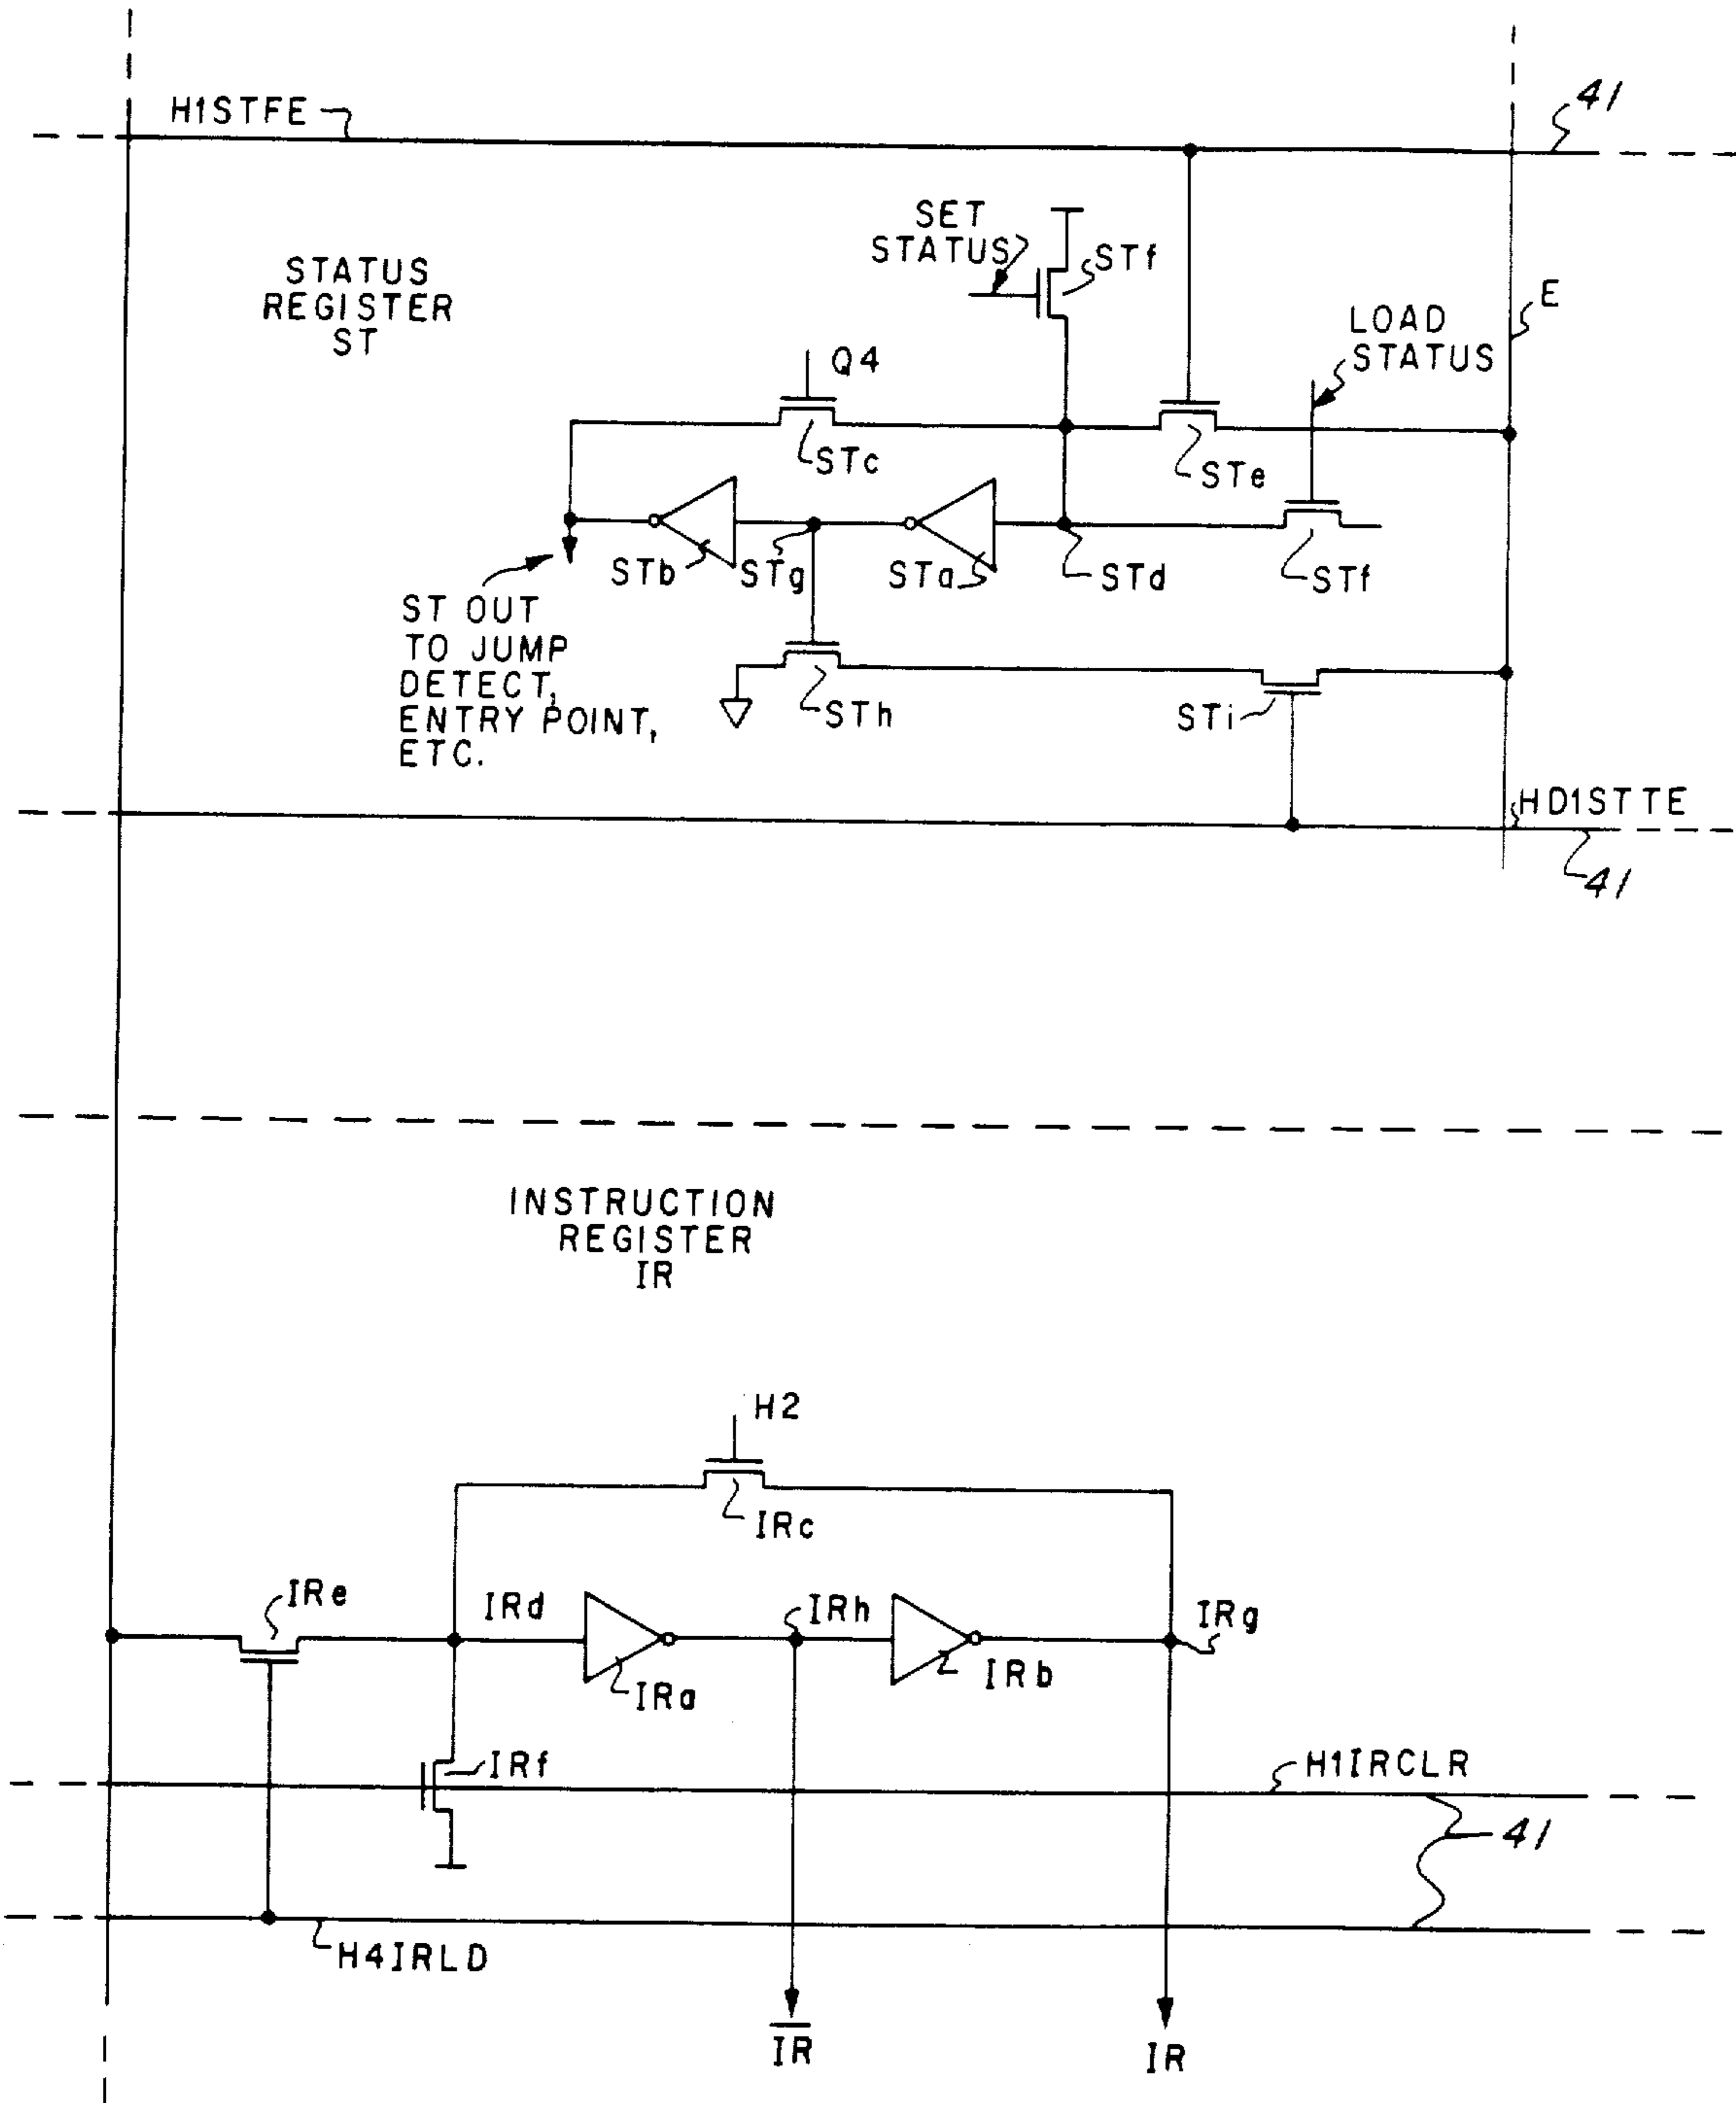 H1STFE
41
SET
STATUS
STf
STATUS
REGISTER
ST
E
LOAD
STATUS
Q4
STc
STe
STb
STg
STa
STd
STf
ST OUT
TO JUMP
DETECT,
ENTRY POINT,
ETC.
STh
STi
HD1STTE
41
INSTRUCTION
REGISTER
IR
H2
IRc
IRe
IRd
IRh
IRg
IRa
IRb
IRf
H1IRCLR
41
H4IRLD
I̅R̅
IR